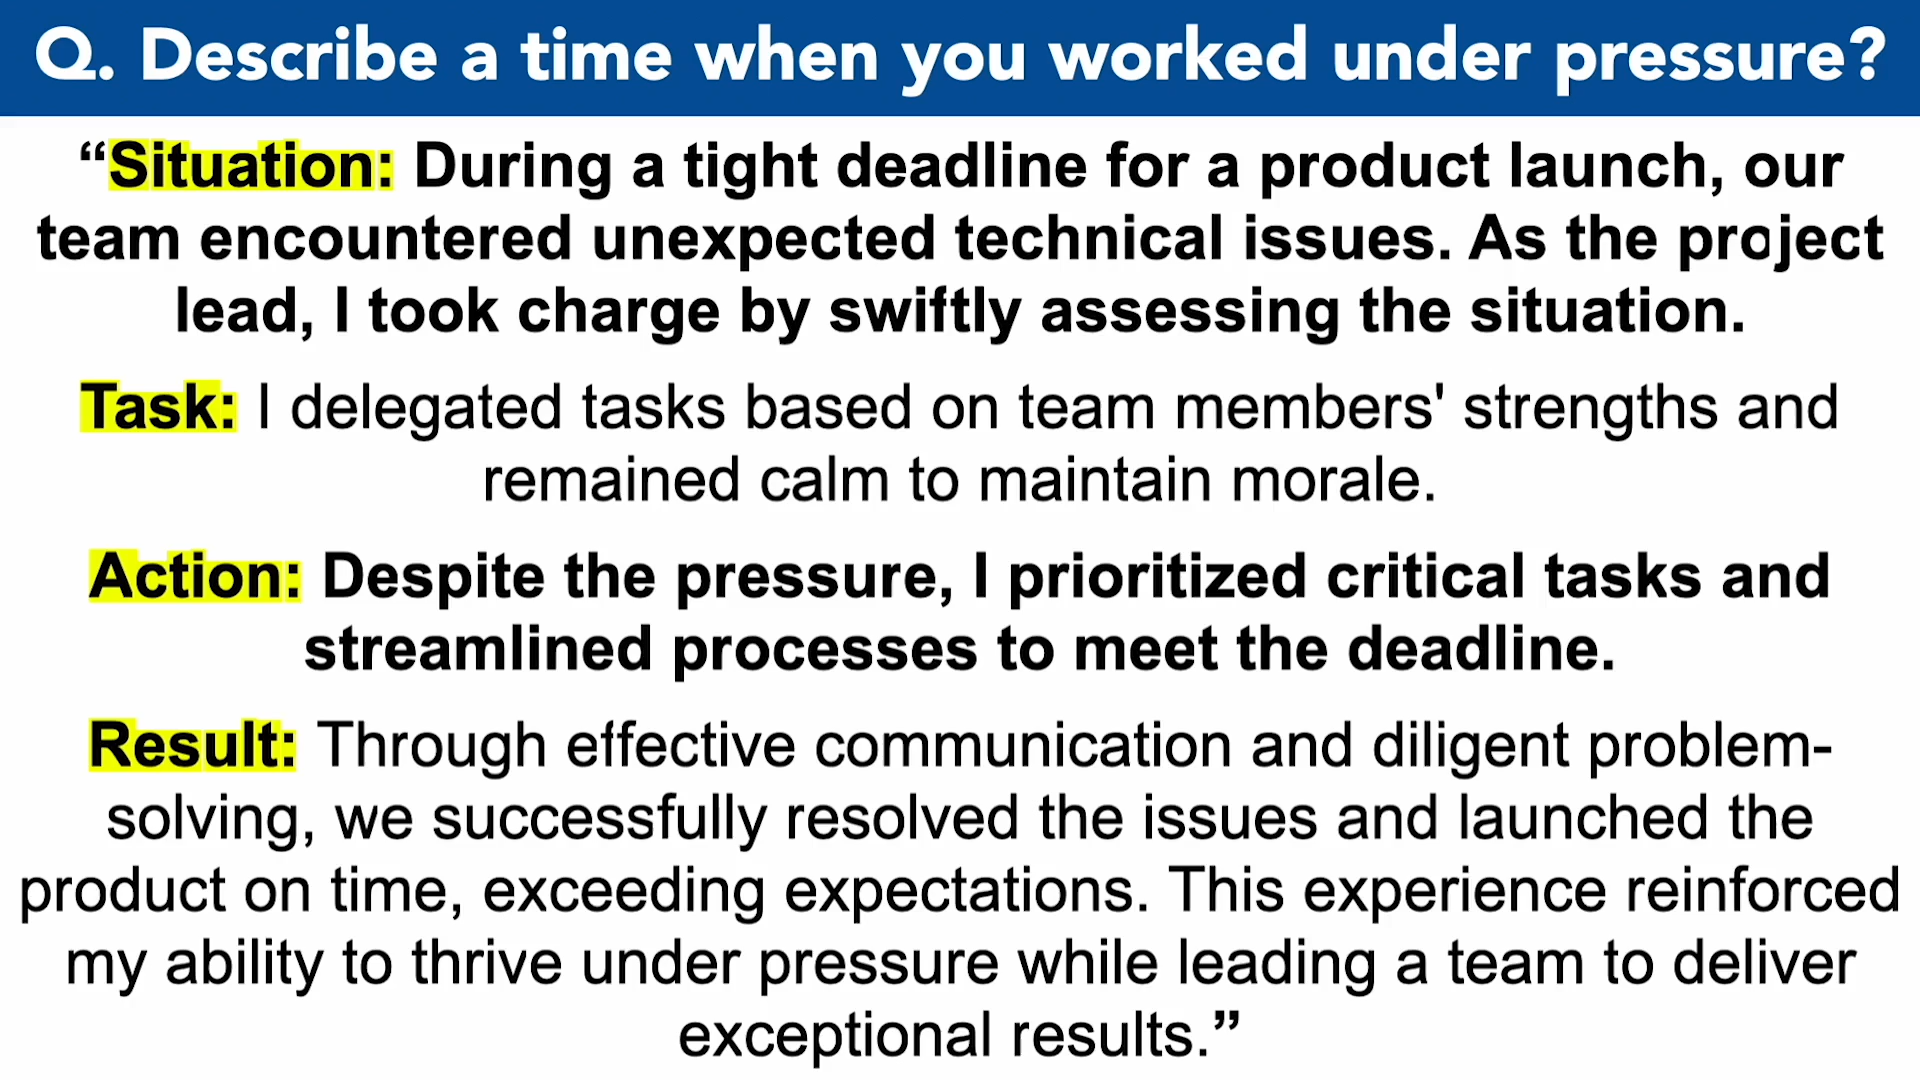 Q. Describe a time when you worked under pressure?
“Situation: During a tight deadline for a product launch, our
team encountered unexpected technical issues. As the project
lead, I took charge by swiftly assessing the situation.
Task: I delegated tasks based on team members' strengths and
remained calm to maintain morale.
Action: Despite the pressure, I prioritized critical tasks and
streamlined processes to meet the deadline.
Result: Through effective communication and diligent problem-
solving, we successfully resolved the issues and launched the
product on time, exceeding expectations. This experience reinforced
my ability to thrive under pressure while leading a team to deliver
exceptional results.”